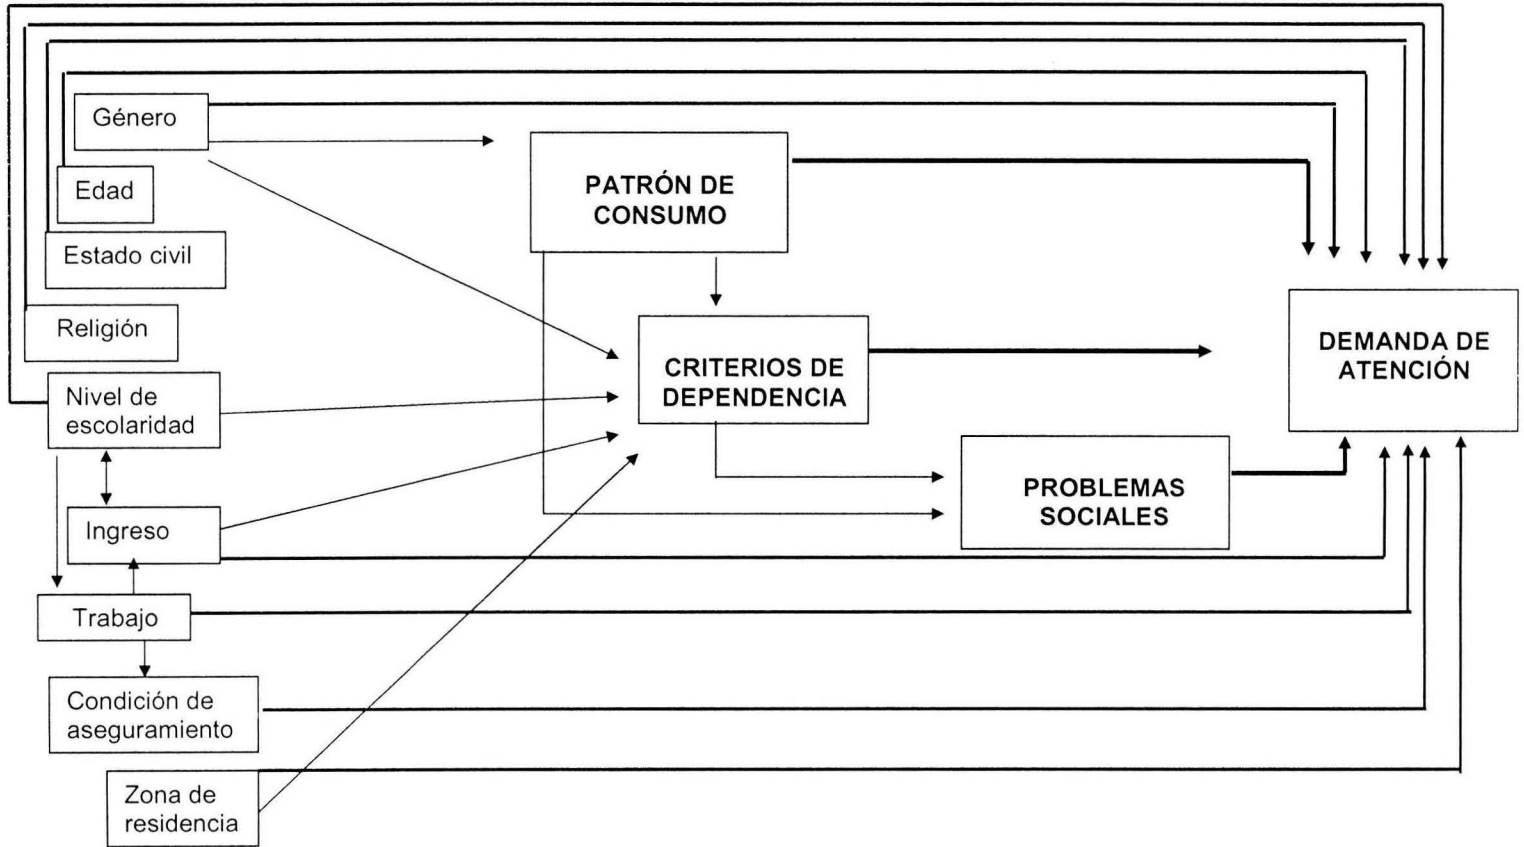 Género
Edad
Estado civil
Religión
Nivel de
escolaridad
Ingreso
Trabajo
Condición de
aseguramiento
Zona de
residencia
PATRÓN DE
CONSUMO
CRITERIOS DE
DEPENDENCIA
PROBLEMAS
SOCIALES
DEMANDA DE
ATENCIÓN